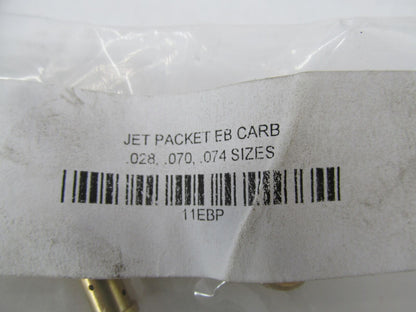 JET PACKET EB CARB
.028, .070, .074 SIZES
11EBP